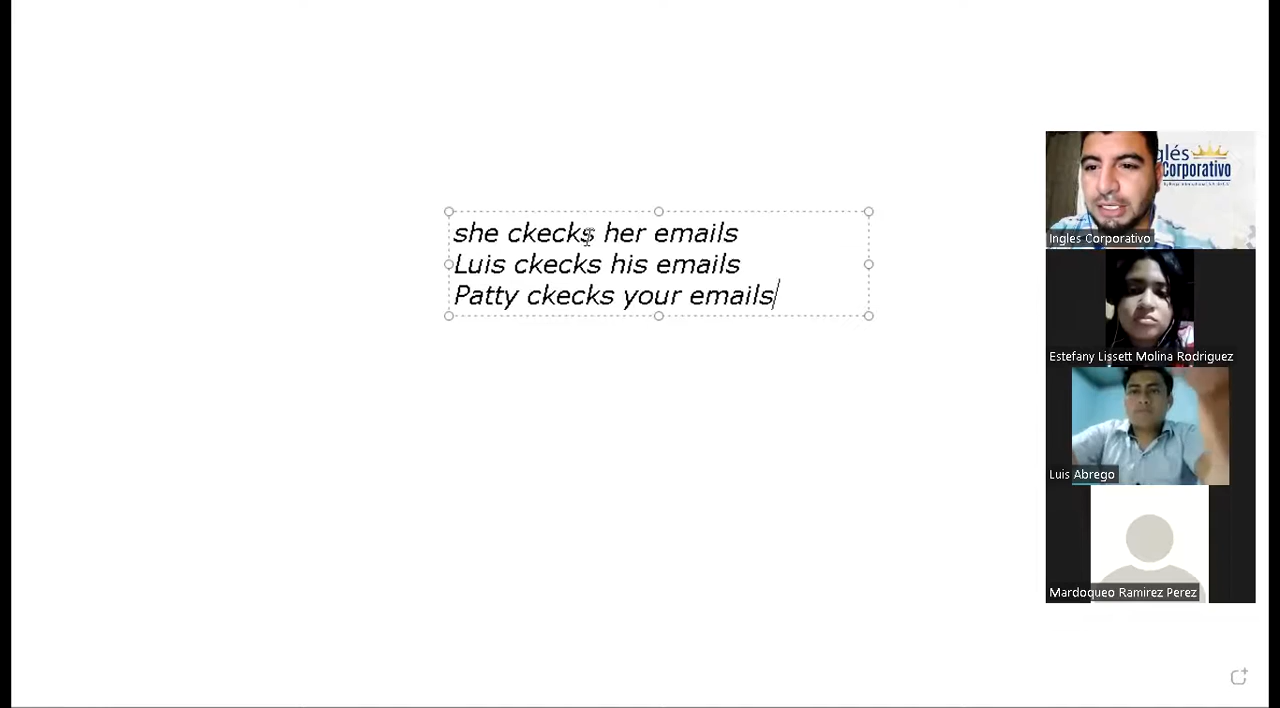 she ckecks her emails
Luis ckecks his emails
Patty ckecks your emails
glés
Corporativo
Ingles Corporativo
Estefany Lissett Molina Rodriguez
Luis Abrego
Mardoqueo Ramirez Perez